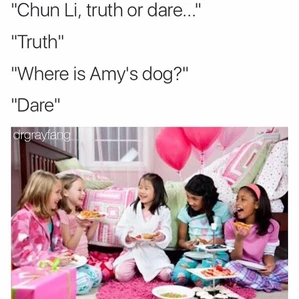 "Chun Li, truth or dare..."
"Truth"
"Where is Amy's dog?"
"Dare"
drgrayfang